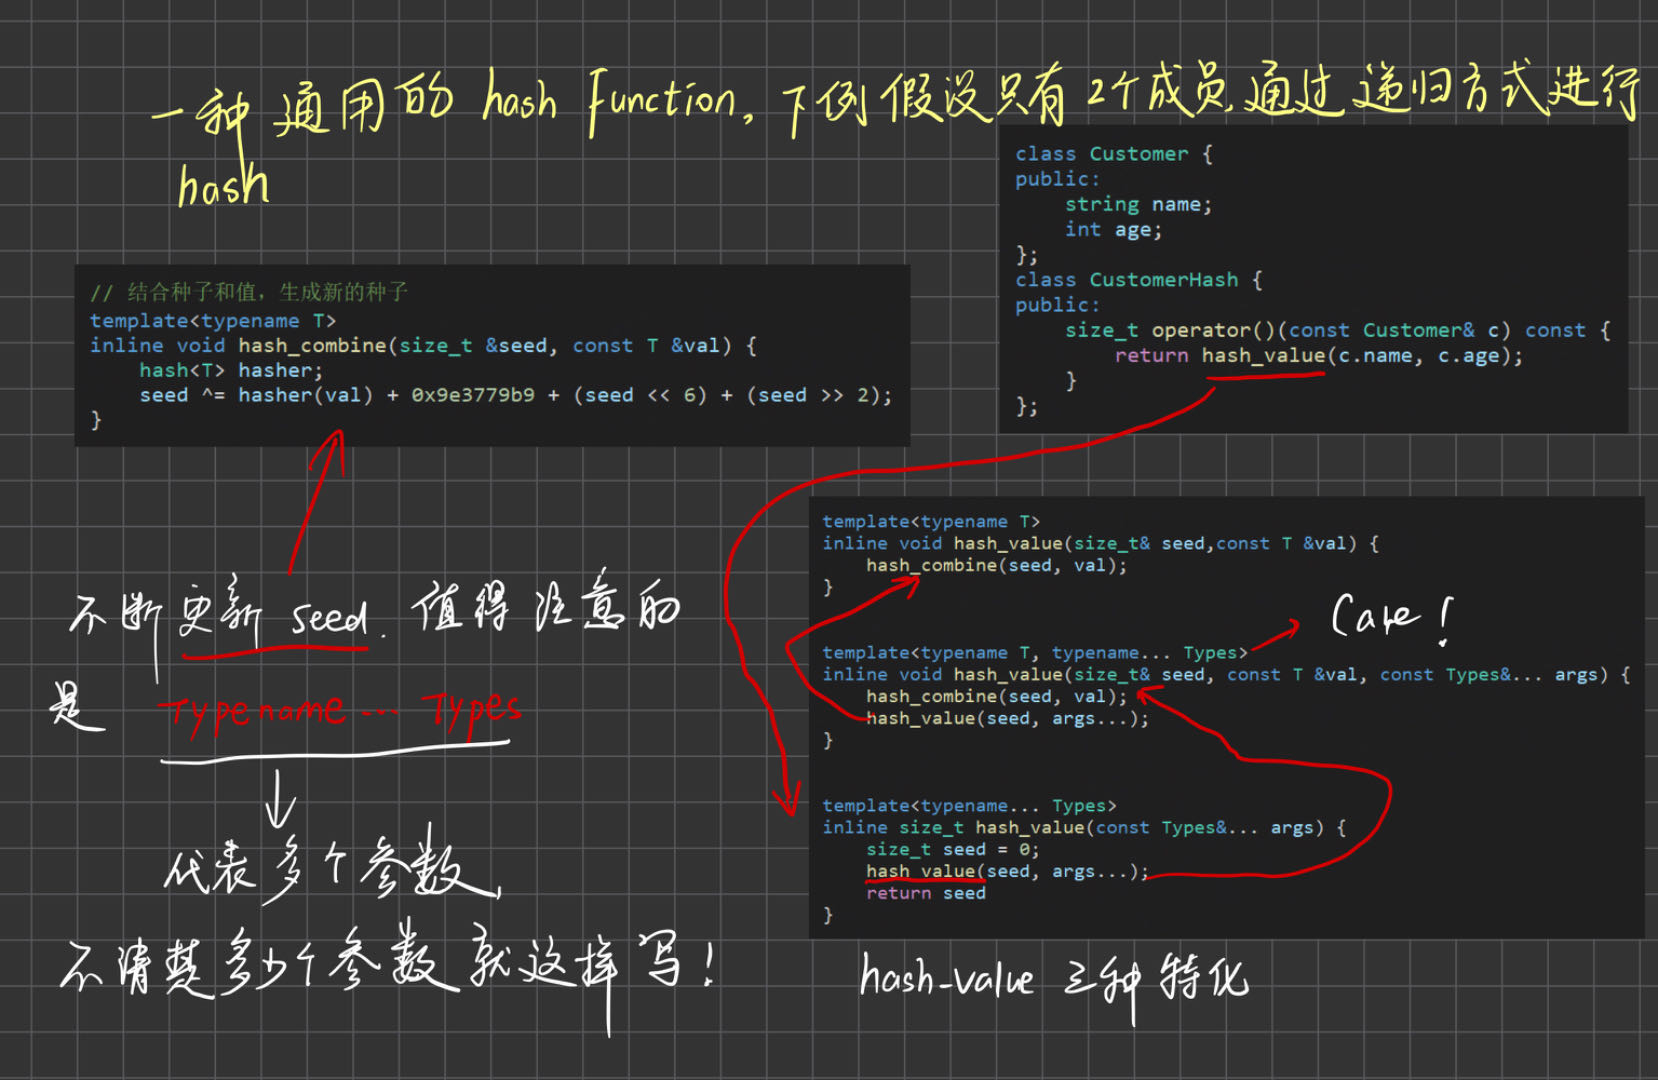 一种通用的 hash function, 下例假设只有2个成员,通过递归方式进行
hash
class Customer {
public:
    string name;
    int age;
};
class CustomerHash {
public:
    size_t operator()(const Customer& c) const {
        return hash_value(c.name, c.age);
    }
};
// 结合种子和值，生成新的种子
template<typename T>
inline void hash_combine(size_t &seed, const T &val) {
    hash<T> hasher;
    seed ^= hasher(val) + 0x9e3779b9 + (seed << 6) + (seed >> 2);
}
不断更新 seed. 值得注意的
是 Typename... Types
代表多个参数,
不清楚多少个参数就这样写!
template<typename T>
inline void hash_value(size_t& seed,const T &val) {
    hash_combine(seed, val);
}
Care!
template<typename T, typename... Types>
inline void hash_value(size_t& seed, const T &val, const Types&... args) {
    hash_combine(seed, val);
    hash_value(seed, args...);
}
template<typename... Types>
inline size_t hash_value(const Types&... args) {
    size_t seed = 0;
    hash_value(seed, args...);
    return seed
}
hash-value 三种特化